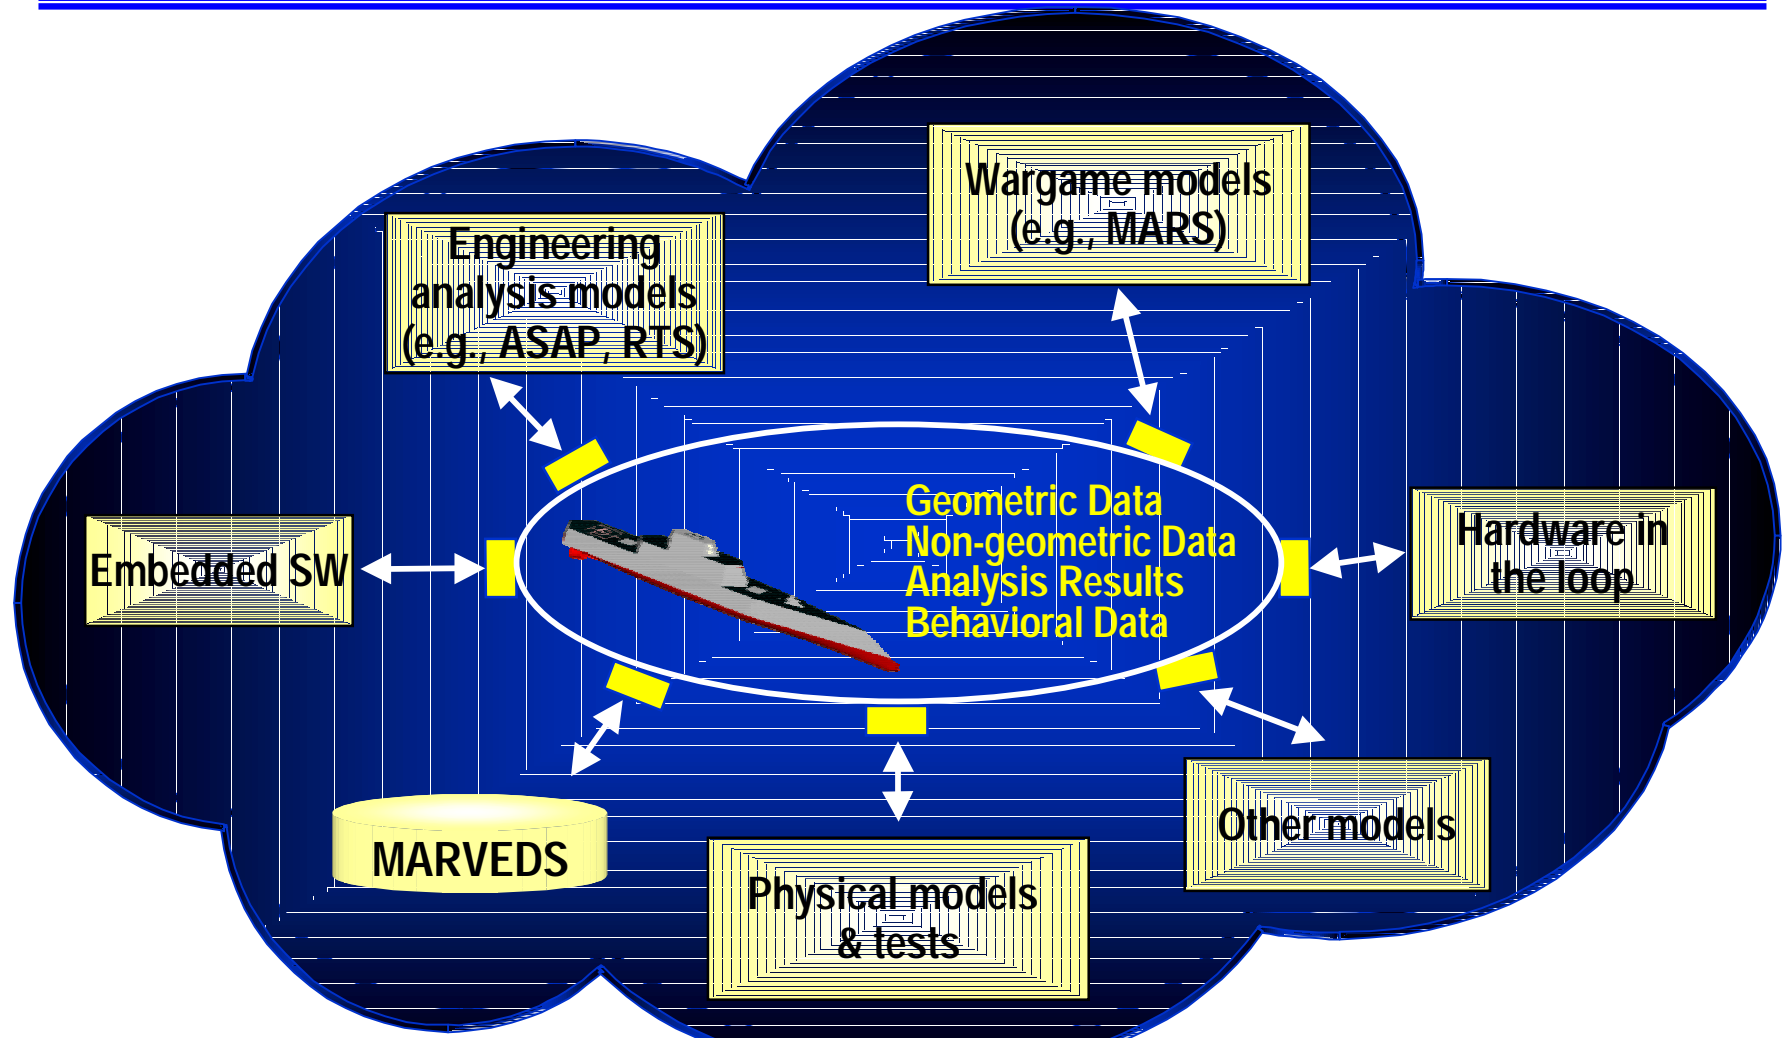 Wargame models
(e.g., MARS)
Engineering
analysis models
(e.g., ASAP, RTS)
Geometric Data
Non-geometric Data
Analysis Results
Behavioral Data
Embedded SW
Hardware in
the loop
MARVEDS
Physical models
& tests
Other models